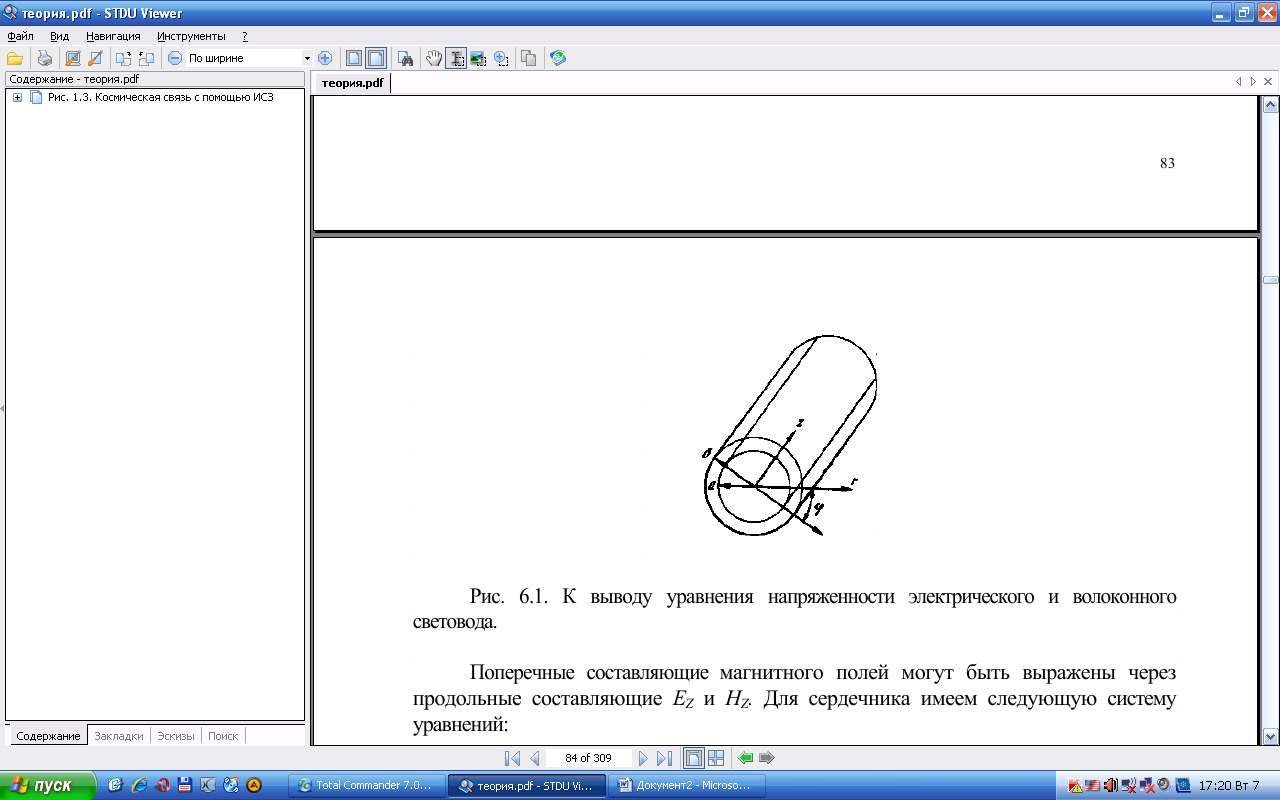 теория.pdf - STDU Viewer
Файл Вид Навигация Инструменты ?
По ширине
Содержание - теория.pdf
теория.pdf
Рис. 1.3. Космическая связь с помощью ИСЗ
83
б
z
a
r
φ
Рис. 6.1. К выводу уравнения напряженности электрического и волоконного
световода.
Поперечные составляющие магнитного полей могут быть выражены через
продольные составляющие EZ и HZ. Для сердечника имеем следующую систему
уравнений:
Содержание Закладки Эскизы Поиск
84 of 309
пуск
Total Commander 7.0...
теория.pdf - STDU Vi...
Документ2 - Microso...
17:20 Вт 7